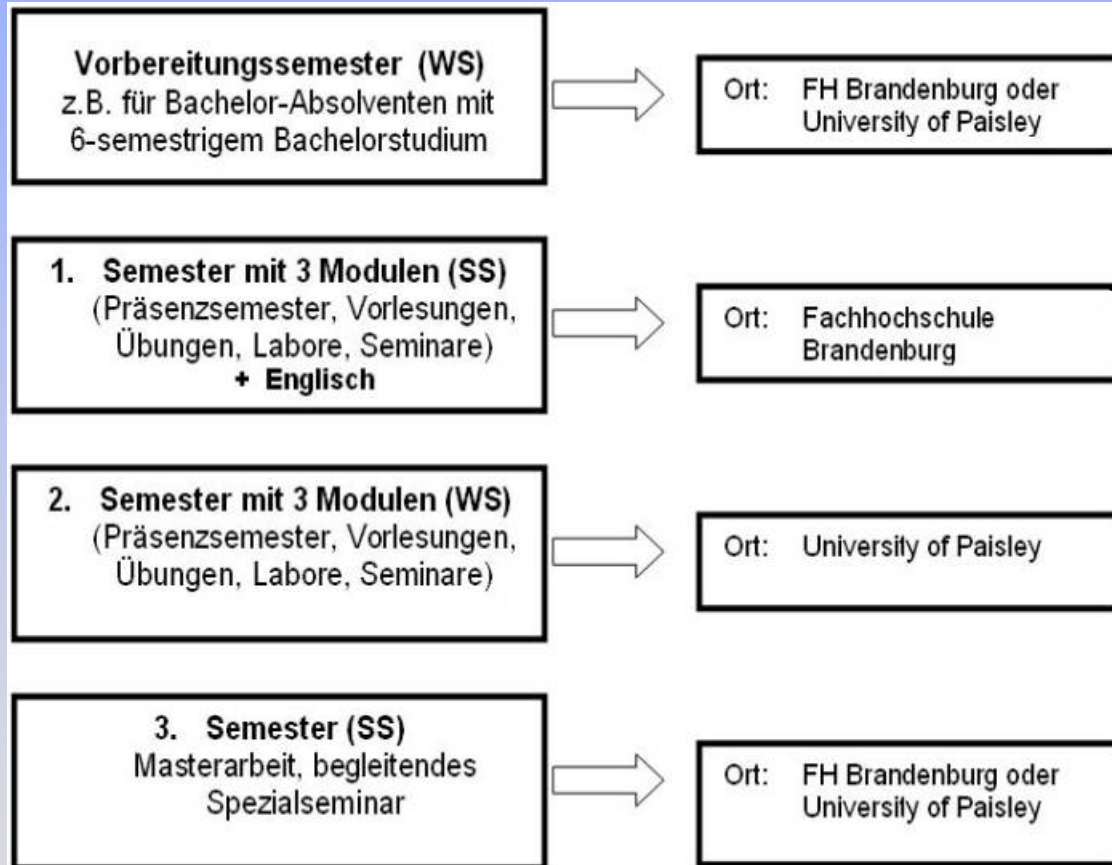 Vorbereitungssemester (WS)
z.B. für Bachelor-Absolventen mit
6-semestrigem Bachelorstudium
Ort: FH Brandenburg oder
University of Paisley
1. Semester mit 3 Modulen (SS)
(Präsenzsemester, Vorlesungen,
Übungen, Labore, Seminare)
+ Englisch
Ort: Fachhochschule
Brandenburg
2. Semester mit 3 Modulen (WS)
(Präsenzsemester, Vorlesungen,
Übungen, Labore, Seminare)
Ort: University of Paisley
3. Semester (SS)
Masterarbeit, begleitendes
Spezialseminar
Ort: FH Brandenburg oder
University of Paisley